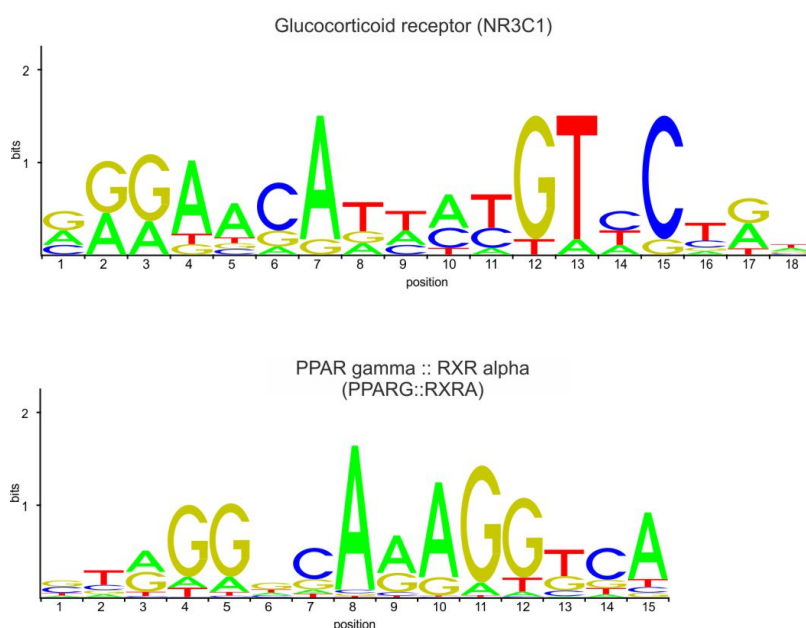 Glucocorticoid receptor (NR3C1)
2
1
bits
1 2 3 4 5 6 7 8 9 10 11 12 13 14 15 16 17 18
position
PPAR gamma :: RXR alpha
(PPARG::RXRA)
2
1
bits
1 2 3 4 5 6 7 8 9 10 11 12 13 14 15
position